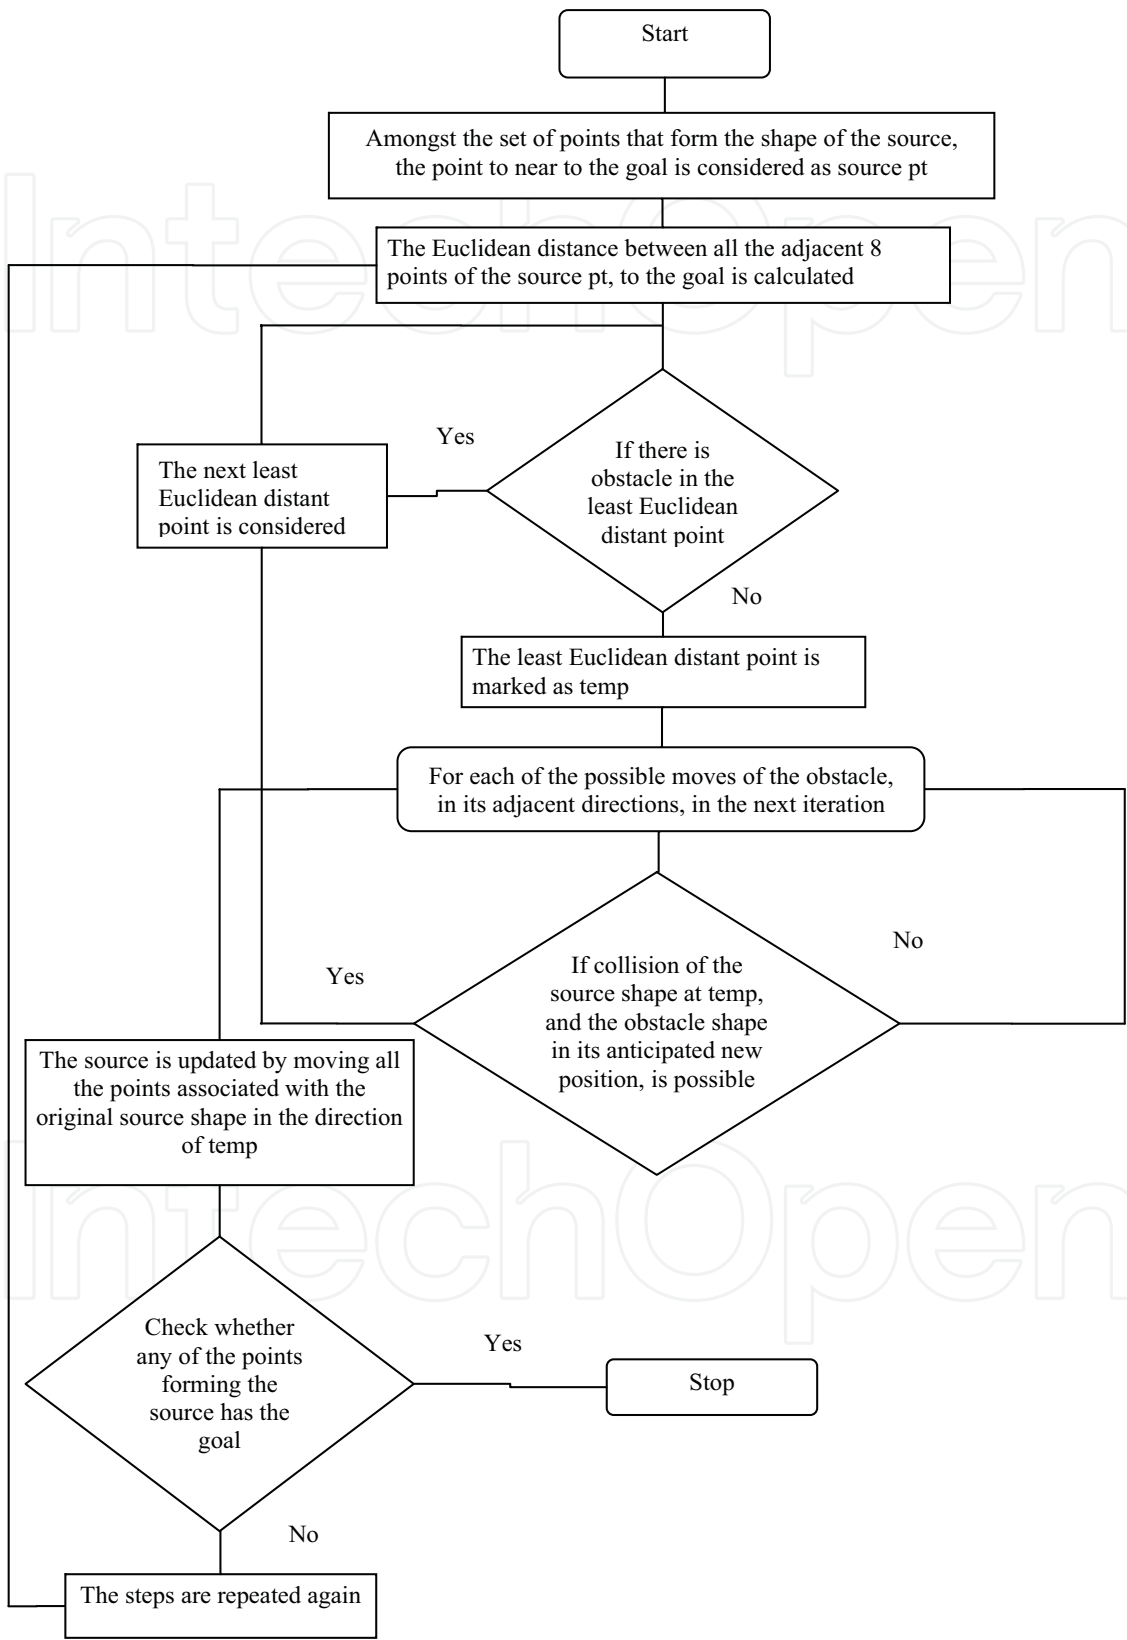 Start
Amongst the set of points that form the shape of the source,
the point to near to the goal is considered as source pt
The Euclidean distance between all the adjacent 8
points of the source pt, to the goal is calculated
Yes
If there is
obstacle in the
least Euclidean
distant point
The next least
Euclidean distant
point is considered
No
The least Euclidean distant point is
marked as temp
For each of the possible moves of the obstacle,
in its adjacent directions, in the next iteration
No
Yes
If collision of the
source shape at temp,
and the obstacle shape
in its anticipated new
position, is possible
The source is updated by moving all
the points associated with the
original source shape in the direction
of temp
Check whether
any of the points
forming the
source has the
goal
Yes
Stop
No
The steps are repeated again
IntechOpen
IntechOpen